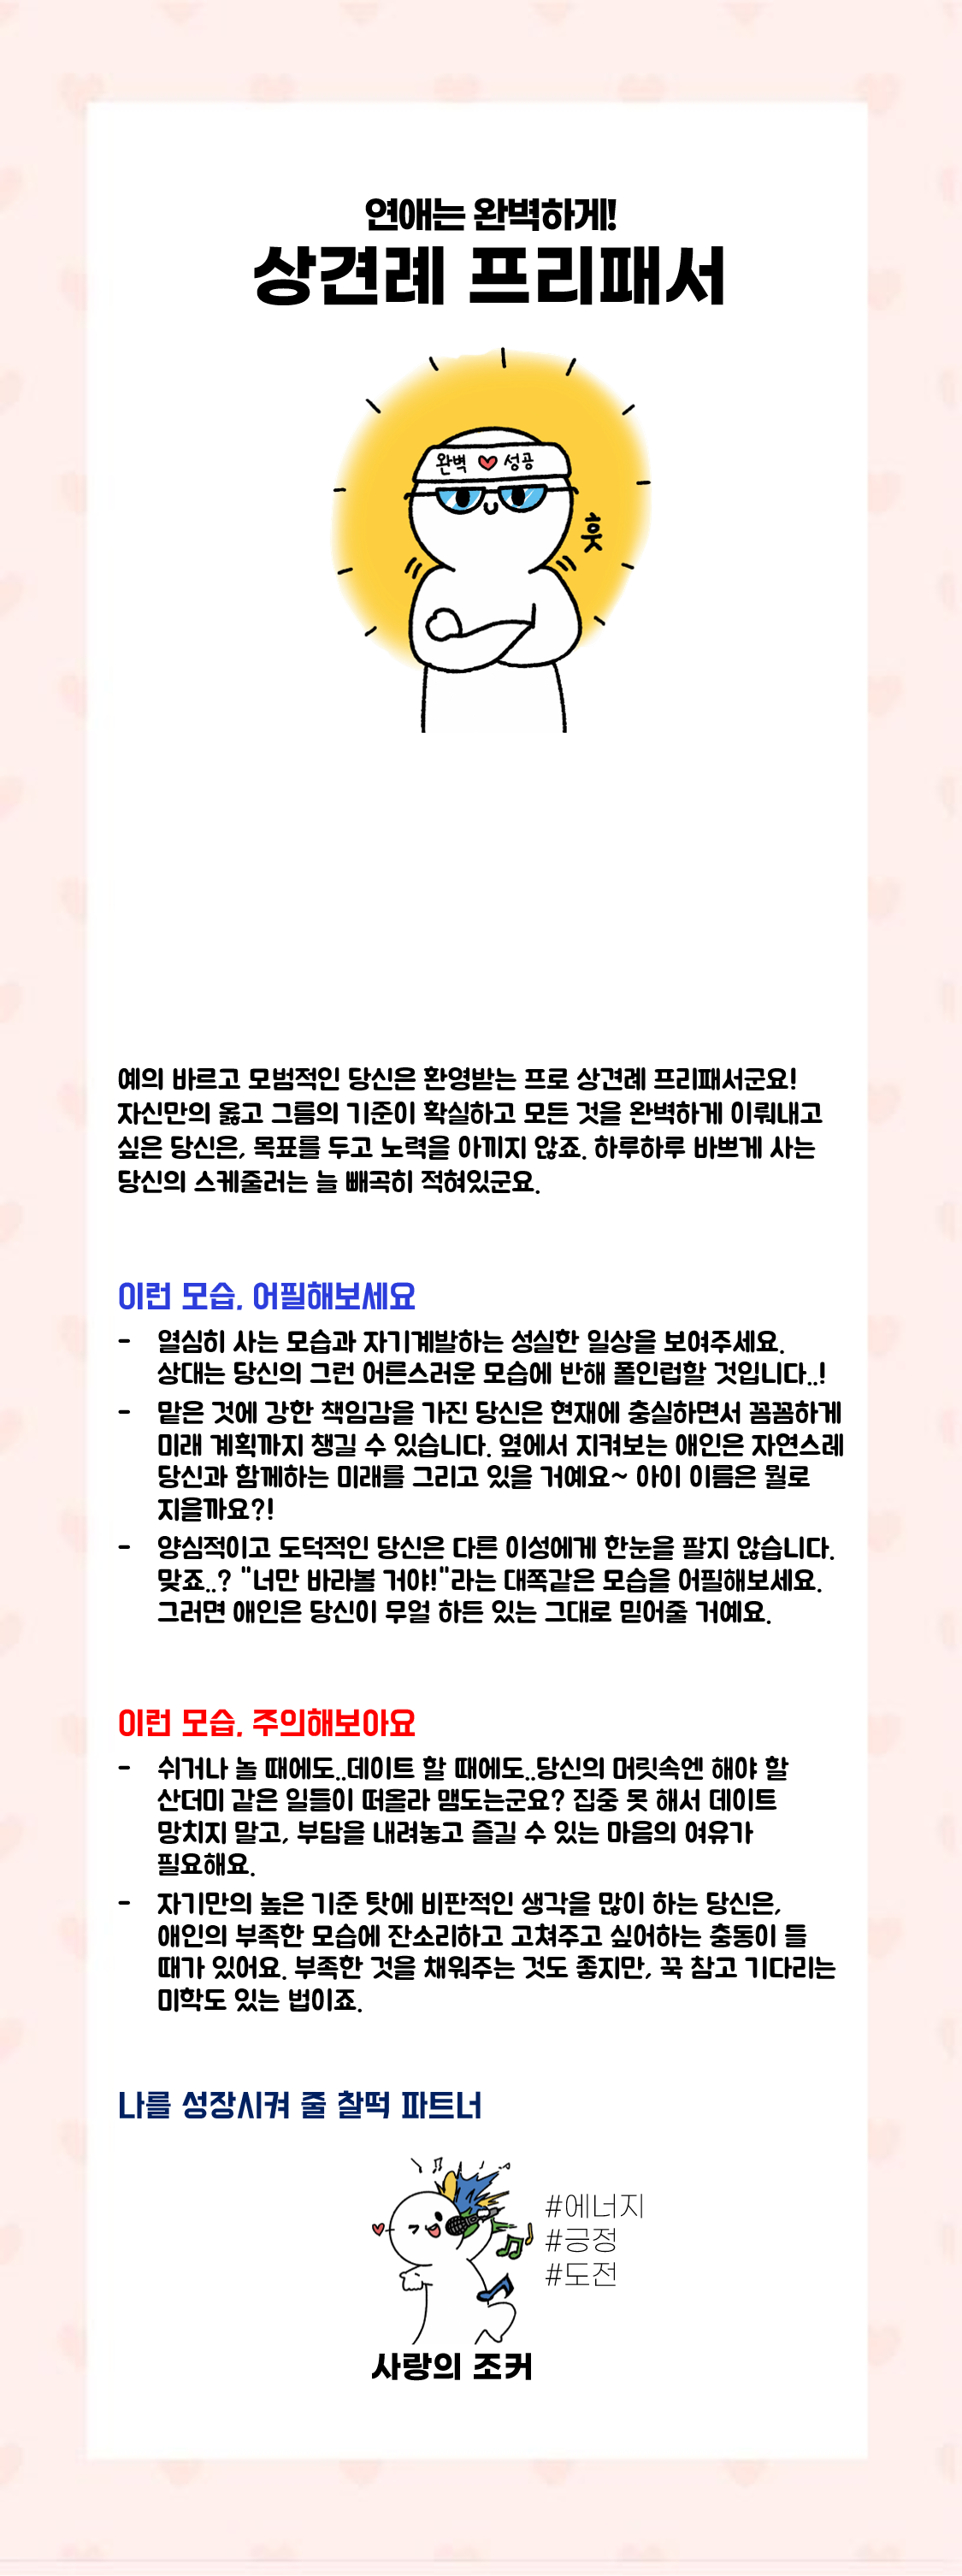 연애는 완벽하게!
상견례 프리패서
완벽 ♥ 성공
훗
예의 바르고 모범적인 당신은 환영받는 프로 상견례 프리패서군요!
자신만의 옳고 그름의 기준이 확실하고 모든 것을 완벽하게 이뤄내고
싶은 당신은, 목표를 두고 노력을 아끼지 않죠. 하루하루 바쁘게 사는
당신의 스케줄러는 늘 빼곡히 적혀있군요.
이런 모습, 어필해보세요
- 열심히 사는 모습과 자기계발하는 성실한 일상을 보여주세요.
상대는 당신의 그런 어른스러운 모습에 반해 폴인럽할 것입니다..!
- 맡은 것에 강한 책임감을 가진 당신은 현재에 충실하면서 꼼꼼하게
미래 계획까지 챙길 수 있습니다. 옆에서 지켜보는 애인은 자연스레
당신과 함께하는 미래를 그리고 있을 거예요~ 아이 이름은 뭘로
지을까요?!
- 양심적이고 도덕적인 당신은 다른 이성에게 한눈을 팔지 않습니다.
맞죠..? "너만 바라볼 거야!"라는 대쪽같은 모습을 어필해보세요.
그러면 애인은 당신이 무얼 하든 있는 그대로 믿어줄 거예요.
이런 모습, 주의해보아요
- 쉬거나 놀 때에도..데이트 할 때에도..당신의 머릿속엔 해야 할
산더미 같은 일들이 떠올라 맴도는군요? 집중 못 해서 데이트
망치지 말고, 부담을 내려놓고 즐길 수 있는 마음의 여유가
필요해요.
- 자기만의 높은 기준 탓에 비판적인 생각을 많이 하는 당신은,
애인의 부족한 모습에 잔소리하고 고쳐주고 싶어하는 충동이 들
때가 있어요. 부족한 것을 채워주는 것도 좋지만, 꾹 참고 기다리는
미학도 있는 법이죠.
나를 성장시켜 줄 찰떡 파트너
#에너지
#긍정
#도전
사랑의 조커